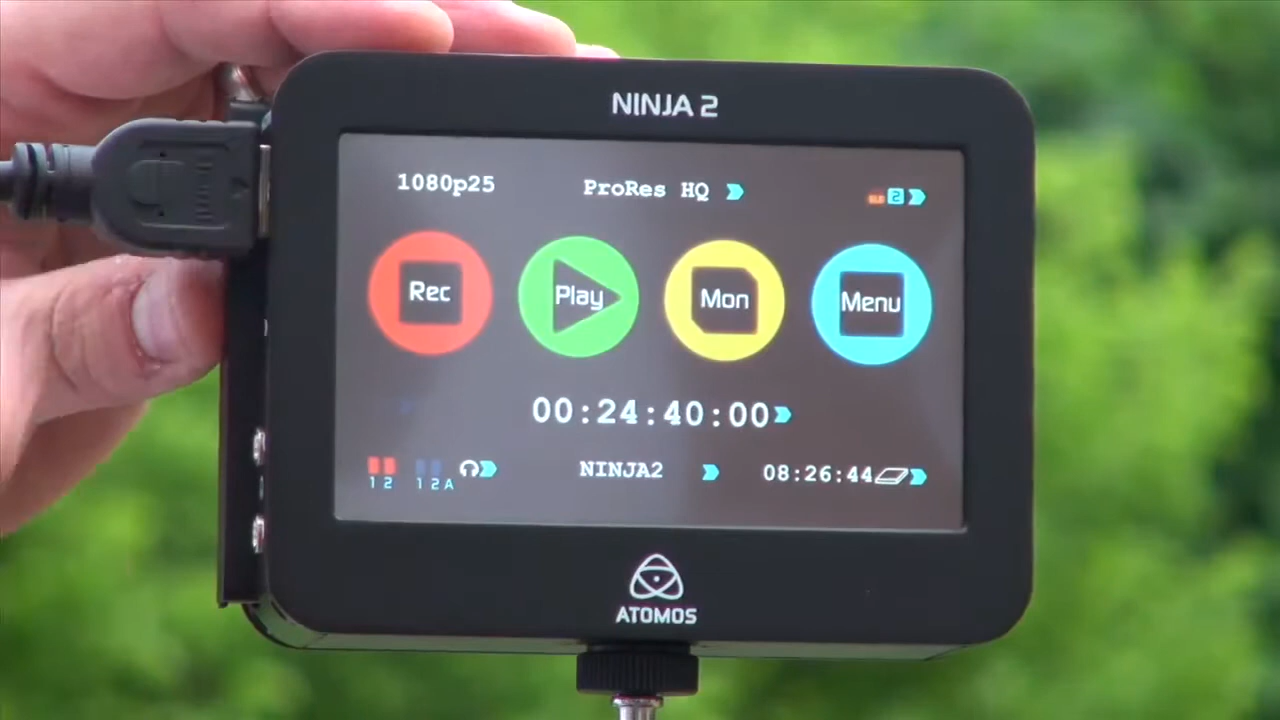 NINJA 2
1080p25 ProRes HQ 2
Rec Play Mon Menu
00:24:40:00
1 2 1 2 A NINJA2 08:26:44
ATOMOS